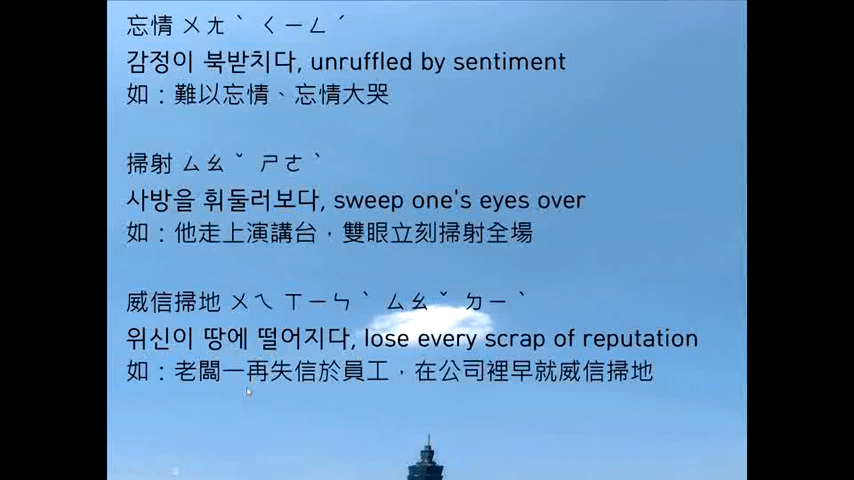 忘情 ㄨㄤˋ ㄑㄧㄥˊ
감정이 북받치다, unruffled by sentiment
如：難以忘情、忘情大哭
掃射 ㄙㄠˇ ㄕㄜˋ
사방을 휘둘러보다, sweep one's eyes over
如：他走上演講台，雙眼立刻掃射全場
威信掃地 ㄨㄟ ㄒㄧㄣˋ ㄙㄠˇ ㄉㄧˋ
위신이 땅에 떨어지다, lose every scrap of reputation
如：老闆一再失信於員工，在公司裡早就威信掃地